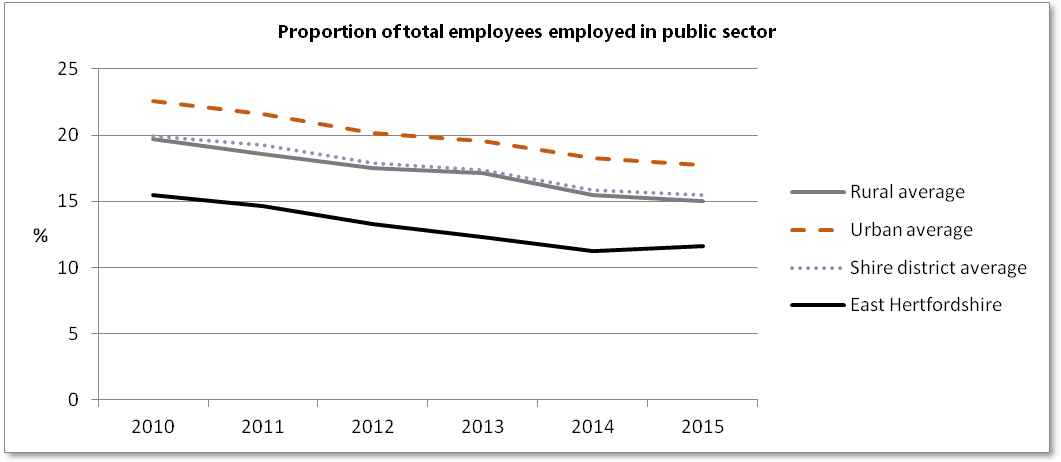 Proportion of total employees employed in public sector
25
20
15
%
10
5
0
2010 2011 2012 2013 2014 2015
Rural average
Urban average
Shire district average
East Hertfordshire